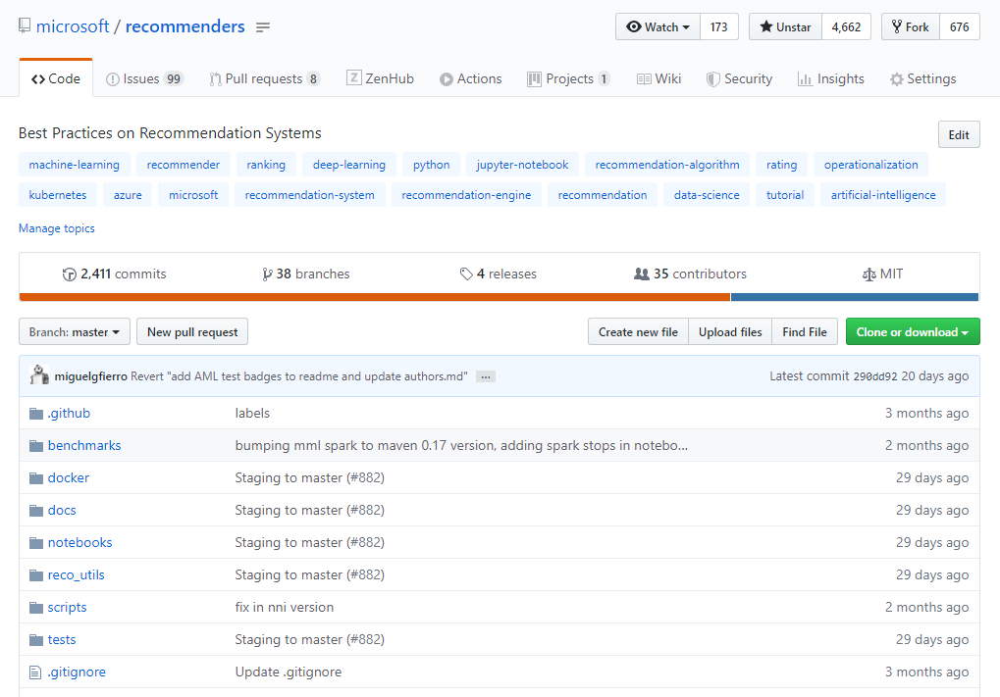 microsoft / recommenders
Watch 173 Unstar 4,662 Fork 676
Code Issues 99 Pull requests 8 ZenHub Actions Projects 1 Wiki Security Insights Settings
Best Practices on Recommendation Systems Edit
machine-learning recommender ranking deep-learning python jupyter-notebook recommendation-algorithm rating operationalization
kubernetes azure microsoft recommendation-system recommendation-engine recommendation data-science tutorial artificial-intelligence
Manage topics
2,411 commits 38 branches 4 releases 35 contributors MIT
Branch: master New pull request Create new file Upload files Find File Clone or download
miguelgfierro Revert "add AML test badges to readme and update authors.md" ... Latest commit 290dd92 20 days ago
.github labels 3 months ago
benchmarks bumping mml spark to maven 0.17 version, adding spark stops in notebo... 2 months ago
docker Staging to master (#882) 29 days ago
docs Staging to master (#882) 29 days ago
notebooks Staging to master (#882) 29 days ago
reco_utils Staging to master (#882) 29 days ago
scripts fix in nni version 2 months ago
tests Staging to master (#882) 29 days ago
.gitignore Update .gitignore 3 months ago